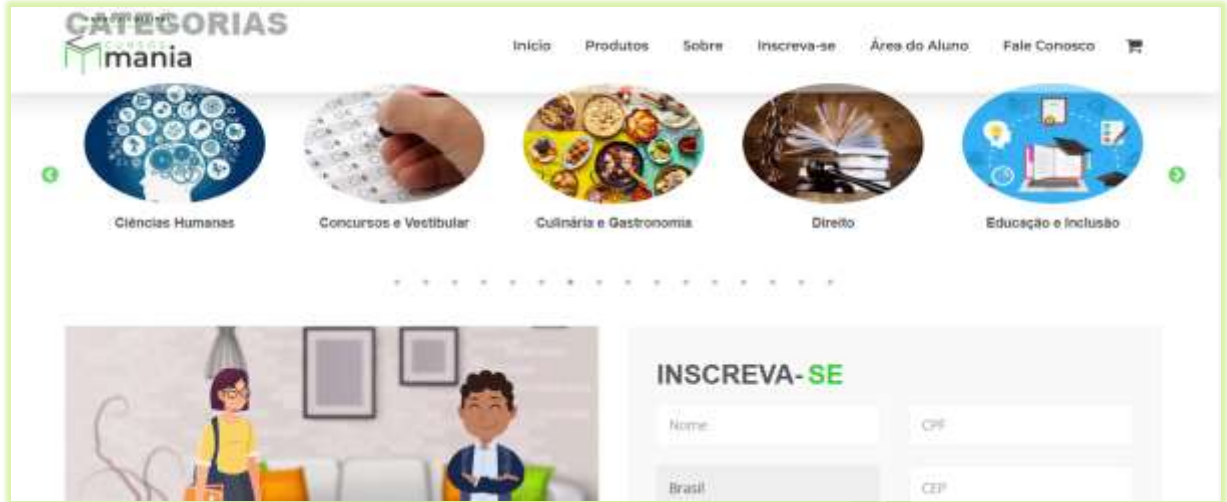 CATEGORIAS
CURSOS
mania
Início Produtos Sobre Inscreva-se Área do Aluno Fale Conosco
Ciências Humanas
Concursos e Vestibular
Culinária e Gastronomia
Direito
Educação e Inclusão
INSCREVA-SE
Nome
CPF
Brasil
CEP